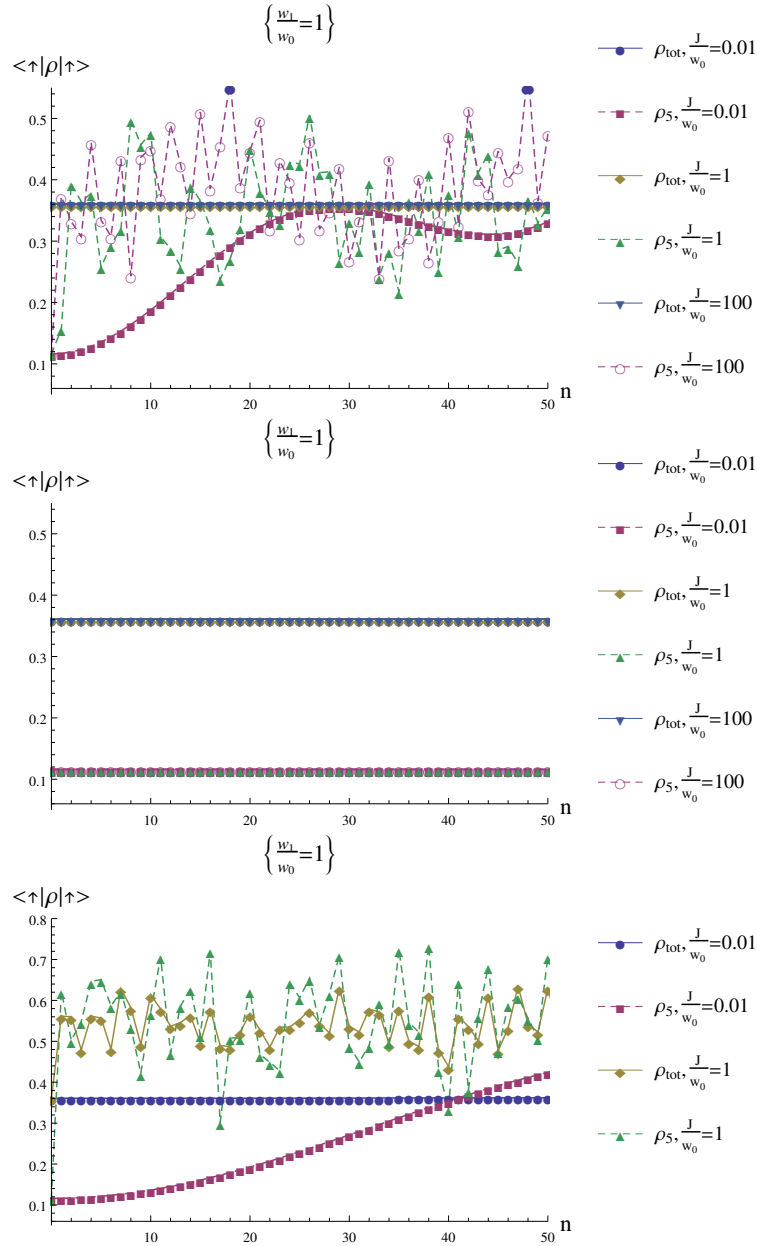 {w₁/w₀=1}
<↑|ρ|↑>
0.5
0.4
0.3
0.2
0.1
10 20 30 40 50
n
ρtot, J/w₀=0.01
ρ₅, J/w₀=0.01
ρtot, J/w₀=1
ρ₅, J/w₀=1
ρtot, J/w₀=100
ρ₅, J/w₀=100
{w₁/w₀=1}
<↑|ρ|↑>
0.5
0.4
0.3
0.2
0.1
10 20 30 40 50
n
ρtot, J/w₀=0.01
ρ₅, J/w₀=0.01
ρtot, J/w₀=1
ρ₅, J/w₀=1
ρtot, J/w₀=100
ρ₅, J/w₀=100
{w₁/w₀=1}
<↑|ρ|↑>
0.8
0.7
0.6
0.5
0.4
0.3
0.2
0.1
10 20 30 40 50
n
ρtot, J/w₀=0.01
ρ₅, J/w₀=0.01
ρtot, J/w₀=1
ρ₅, J/w₀=1